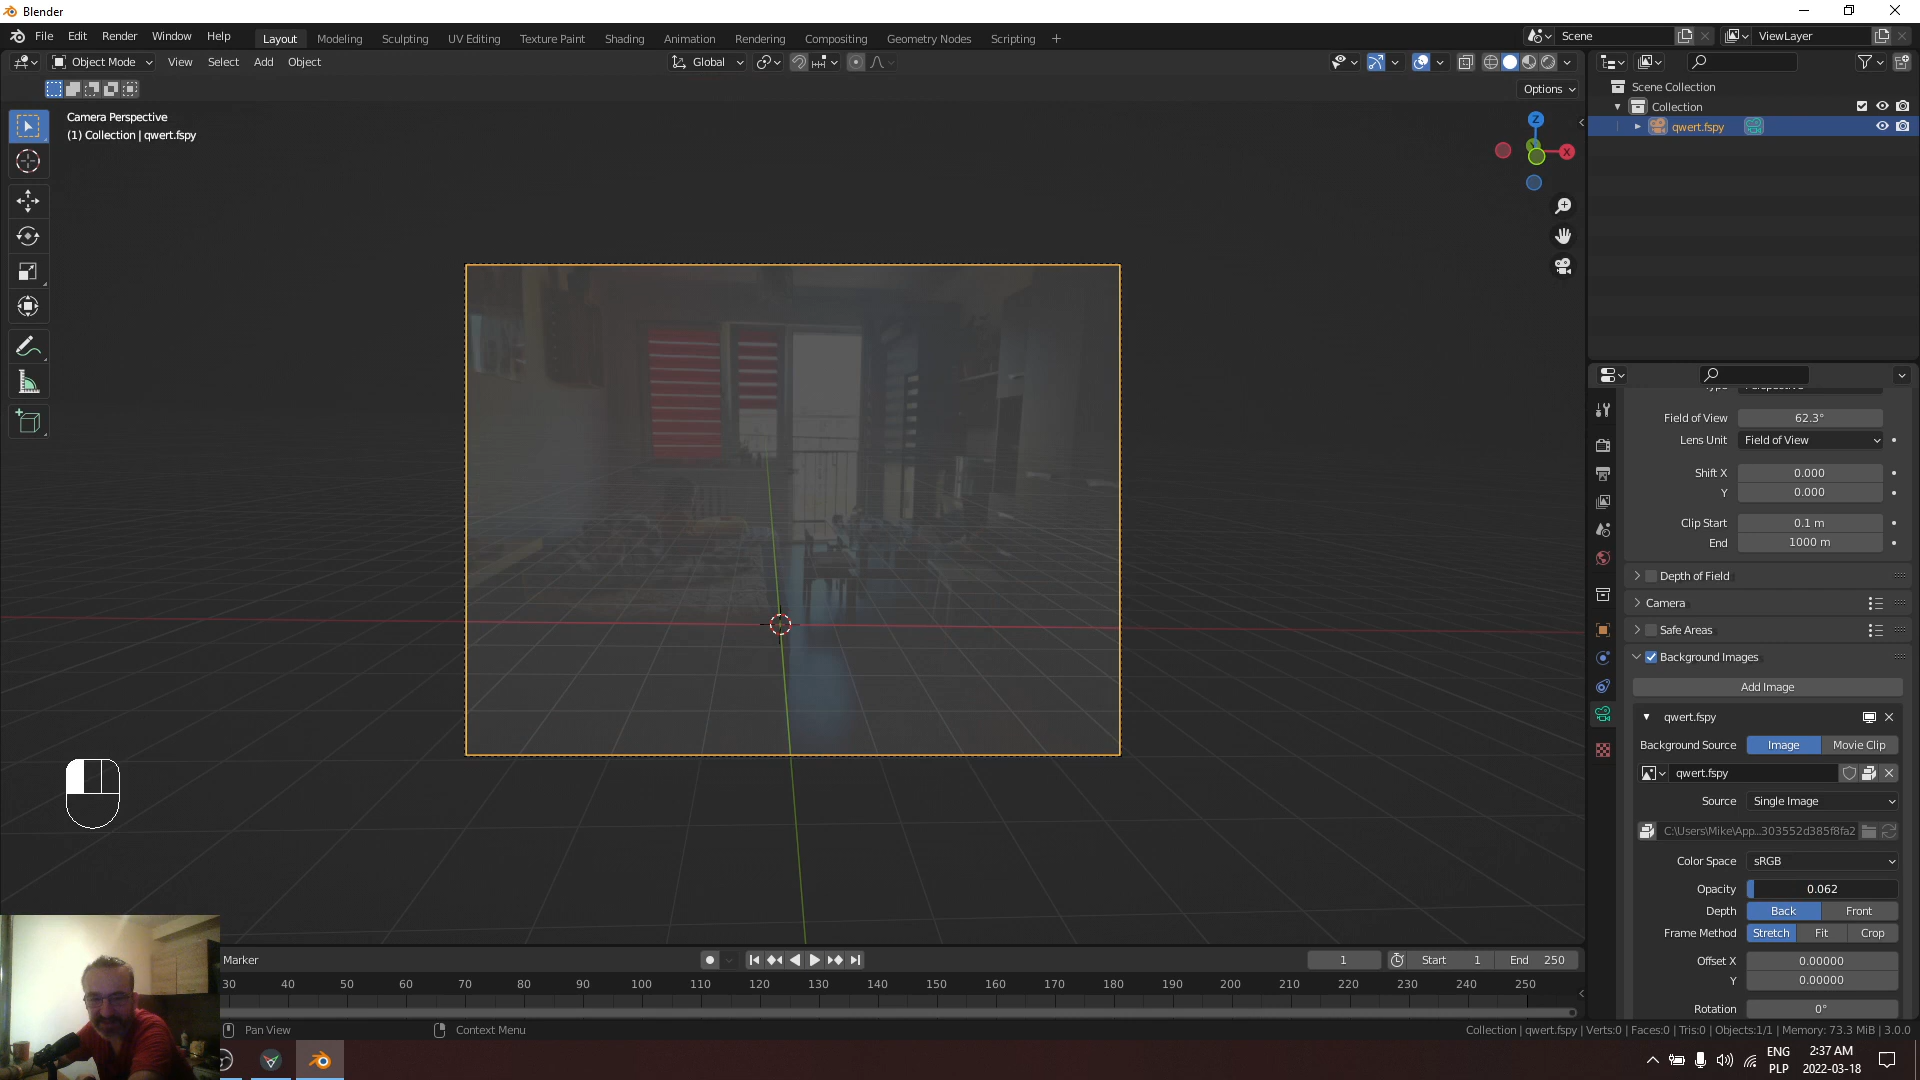 Blender
File Edit Render Window Help
Layout Modeling Sculpting UV Editing Texture Paint Shading Animation Rendering Compositing Geometry Nodes Scripting +
Scene
ViewLayer
Object Mode View Select Add Object
Global
Options
Camera Perspective
(1) Collection | qwert.fspy
Z
X
Scene Collection
Collection
qwert.fspy
Field of View 62.3°
Lens Unit Field of View
Shift X 0.000
Y 0.000
Clip Start 0.1 m
End 1000 m
Depth of Field
Camera
Safe Areas
Background Images
Add Image
qwert.fspy
Background Source Image Movie Clip
qwert.fspy
Source Single Image
C:\Users\Mike\App...303552d385f8fa2
Color Space sRGB
Opacity 0.062
Depth Back Front
Frame Method Stretch Fit Crop
Offset X 0.00000
Y 0.00000
Rotation 0°
Marker
1
Start 1
End 250
30 40 50 60 70 80 90 100 110 120 130 140 150 160 170 180 190 200 210 220 230 240 250
Pan View
Context Menu
Collection | qwert.fspy | Verts:0 | Faces:0 | Tris:0 | Objects:1/1 | Memory: 73.3 MiB | 3.0.0
ENG
PLP
2:37 AM
2022-03-18